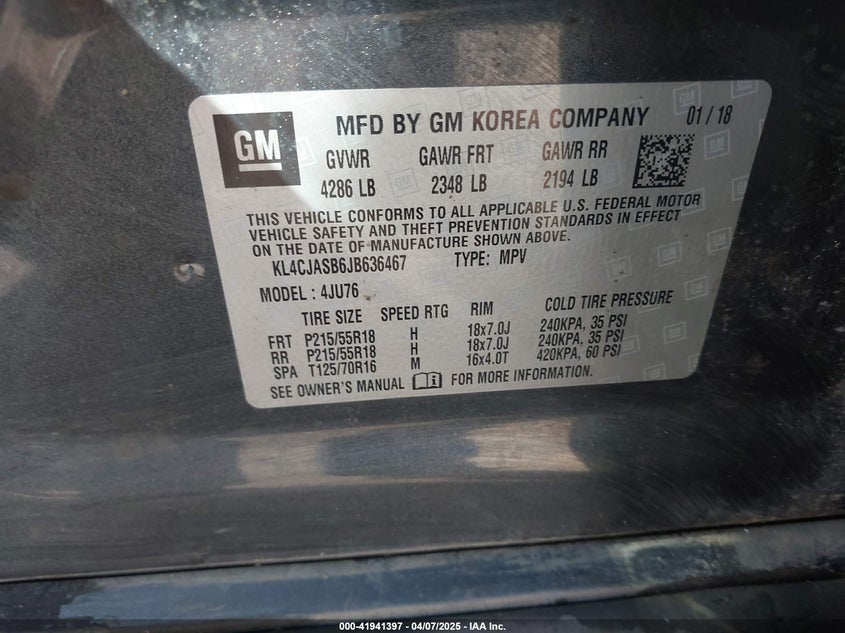 GM
MFD BY GM KOREA COMPANY 01/18
GVWR GAWR FRT GAWR RR
4286 LB 2348 LB 2194 LB
THIS VEHICLE CONFORMS TO ALL APPLICABLE U.S. FEDERAL MOTOR
VEHICLE SAFETY AND THEFT PREVENTION STANDARDS IN EFFECT
ON THE DATE OF MANUFACTURE SHOWN ABOVE.
KL4CJASB6JB636467 TYPE: MPV
MODEL: 4JU76
TIRE SIZE SPEED RTG RIM COLD TIRE PRESSURE
FRT P215/55R18 H 18x7.0J 240KPA, 35 PSI
RR P215/55R18 H 18x7.0J 240KPA, 35 PSI
SPA T125/70R16 M 16x4.0T 420KPA, 60 PSI
SEE OWNER'S MANUAL FOR MORE INFORMATION.
000-41941397 - 04/07/2025 - IAA Inc.